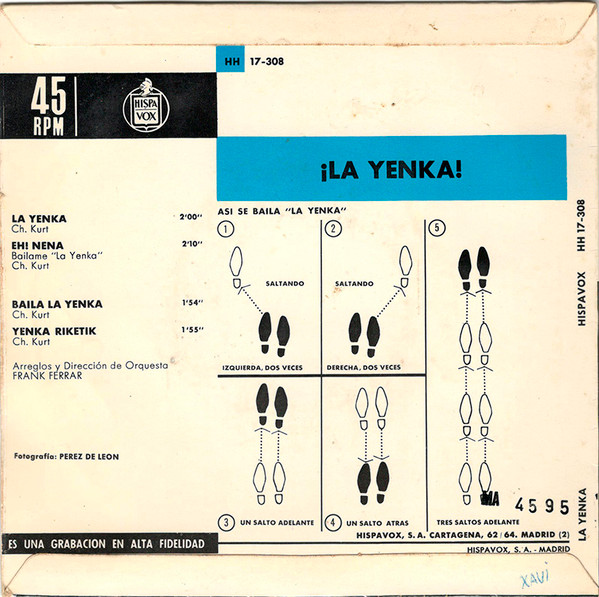 HH 17-308
45
RPM
HISPA
VOX
¡LA YENKA!
LA YENKA 2'00''
Ch. Kurt
EH! NENA 2'10''
Bailame "La Yenka"
Ch. Kurt
BAILA LA YENKA 1'54''
Ch. Kurt
YENKA RIKETIK 1'55''
Ch. Kurt
Arreglos y Dirección de Orquesta
FRANK FERRAR
Fotografía: PEREZ DE LEON
ES UNA GRABACION EN ALTA FIDELIDAD
ASI SE BAILA "LA YENKA"
1
SALTANDO
IZQUIERDA, DOS VECES
2
SALTANDO
DERECHA, DOS VECES
3 UN SALTO ADELANTE
4 UN SALTO ATRAS
5
TRES SALTOS ADELANTE
MA 4595
HISPAVOX, S. A. CARTAGENA, 62/64. MADRID (2)
HISPAVOX, S. A. - MADRID
LA YENKA HISPAVOX HH 17-308
XAVI